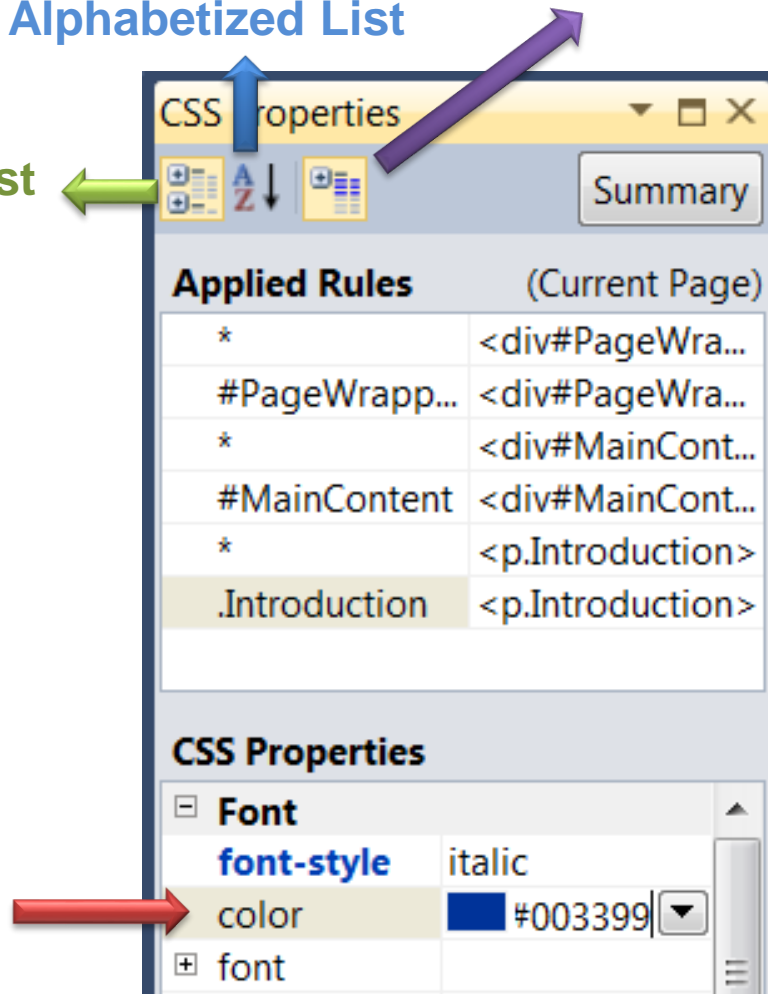 Alphabetized List
CSS Properties
st
A
Z
Summary
Applied Rules (Current Page)
* <div#PageWra...
#PageWrapp... <div#PageWra...
* <div#MainCont...
#MainContent <div#MainCont...
* <p.Introduction>
.Introduction <p.Introduction>
CSS Properties
Font
font-style italic
color #003399
font